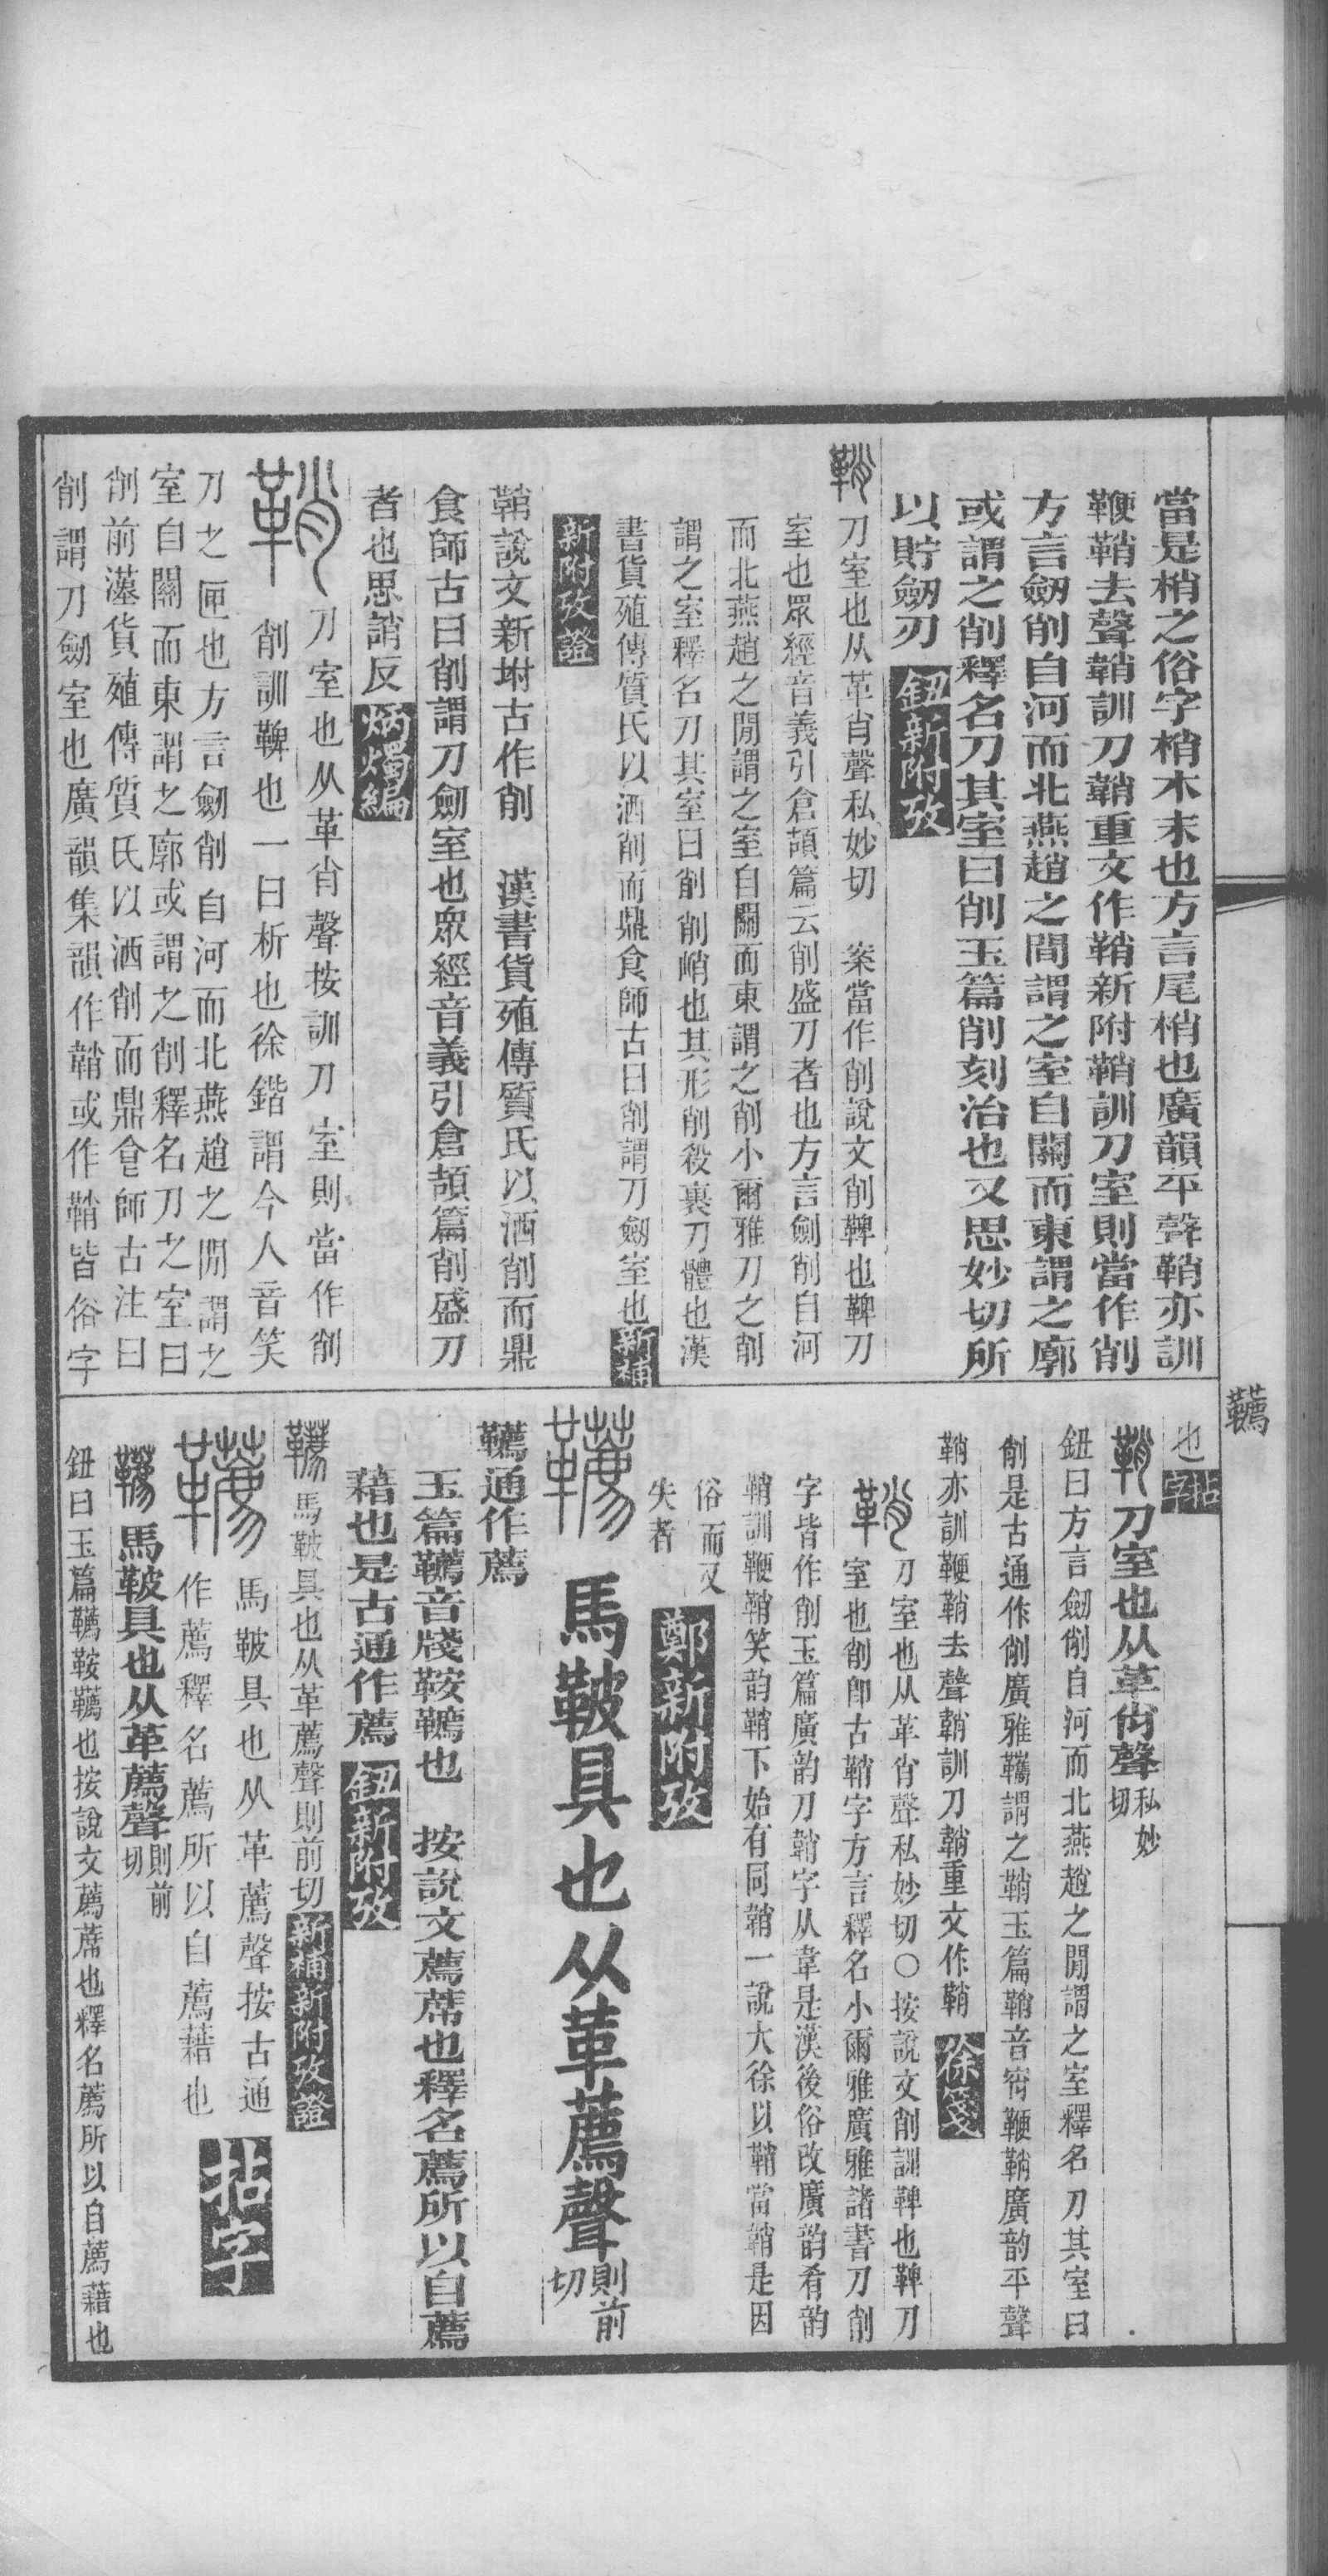 當是梢之俗字梢木末也方言尾梢也廣韻平聲鞘亦訓
鞭鞘去聲鞘訓刀鞘重文作鞘新附鞘訓刀室則當作削
方言劒削自河而北燕趙之間謂之室自關而東謂之廓
或謂之削釋名刀其室曰削玉篇削刻治也又思妙切所
以貯劒刃 鈕新附攷
鞘 刀室也从革肖聲私妙切 案當作削說文削鞞也鞞刀
室也眾經音義引倉頡篇云削盛刀者也方言劍削自河
而北燕趙之閒謂之室自關而東謂之削小爾雅刀之削
謂之室釋名刀其室曰削削峭也其形削殺裹刀體也漢
書貨殖傳質氏以洒削而鼎食師古曰削謂刀劒室也 新補
新附攷證
鞘說文新坿古作削 漢書貨殖傳質氏以洒削而鼎
食師古曰削謂刀劒室也眾經音義引倉頡篇削盛刀
者也思誚反 炳燭編
鞘 刀室也从革肖聲按訓刀室則當作削
削訓鞞也一曰析也徐鍇謂今人音笑
刀之匣也方言劒削自河而北燕趙之閒謂之
室自關而東謂之廓或謂之削釋名刀之室曰
削前漢貨殖傳質氏以洒削而鼎食師古注曰
削謂刀劒室也廣韻集韻作鞘或作鞘皆俗字
韉
也 拈字
鞘 刀室也从革肖聲 私妙切
鈕曰方言劒削自河而北燕趙之閒謂之室釋名刀其室曰
削是古通作削廣雅韉謂之鞘玉篇鞘音宵鞭鞘廣韵平聲
鞘亦訓鞭鞘去聲鞘訓刀鞘重文作鞘 徐箋
鞘 刀室也从革肖聲私妙切○按說文削訓鞞也鞞刀
室也削卽古鞘字方言釋名小爾雅廣雅諸書刀削
字皆作削玉篇廣韵刀鞘字从韋是漢後俗改廣韵肴韵
鞘訓鞭鞘笑韵鞘下始有同鞘一說大徐以鞘當鞘是因
俗而又
失者 鄭新附攷
韉 馬鞁具也从革薦聲 則前切
韉通作薦
玉篇韉音牋鞍韉也 按說文薦蓆也釋名薦所以自薦
藉也是古通作薦 鈕新附攷
韉 馬鞁具也从革薦聲則前切 新補新附攷證
韉 馬鞁具也从革薦聲按古通
作薦釋名薦所以自薦藉也 拈字
韉 馬鞁具也从革薦聲 則前切
鈕曰玉篇韉鞍韉也按說文薦蓆也釋名薦所以自薦藉也